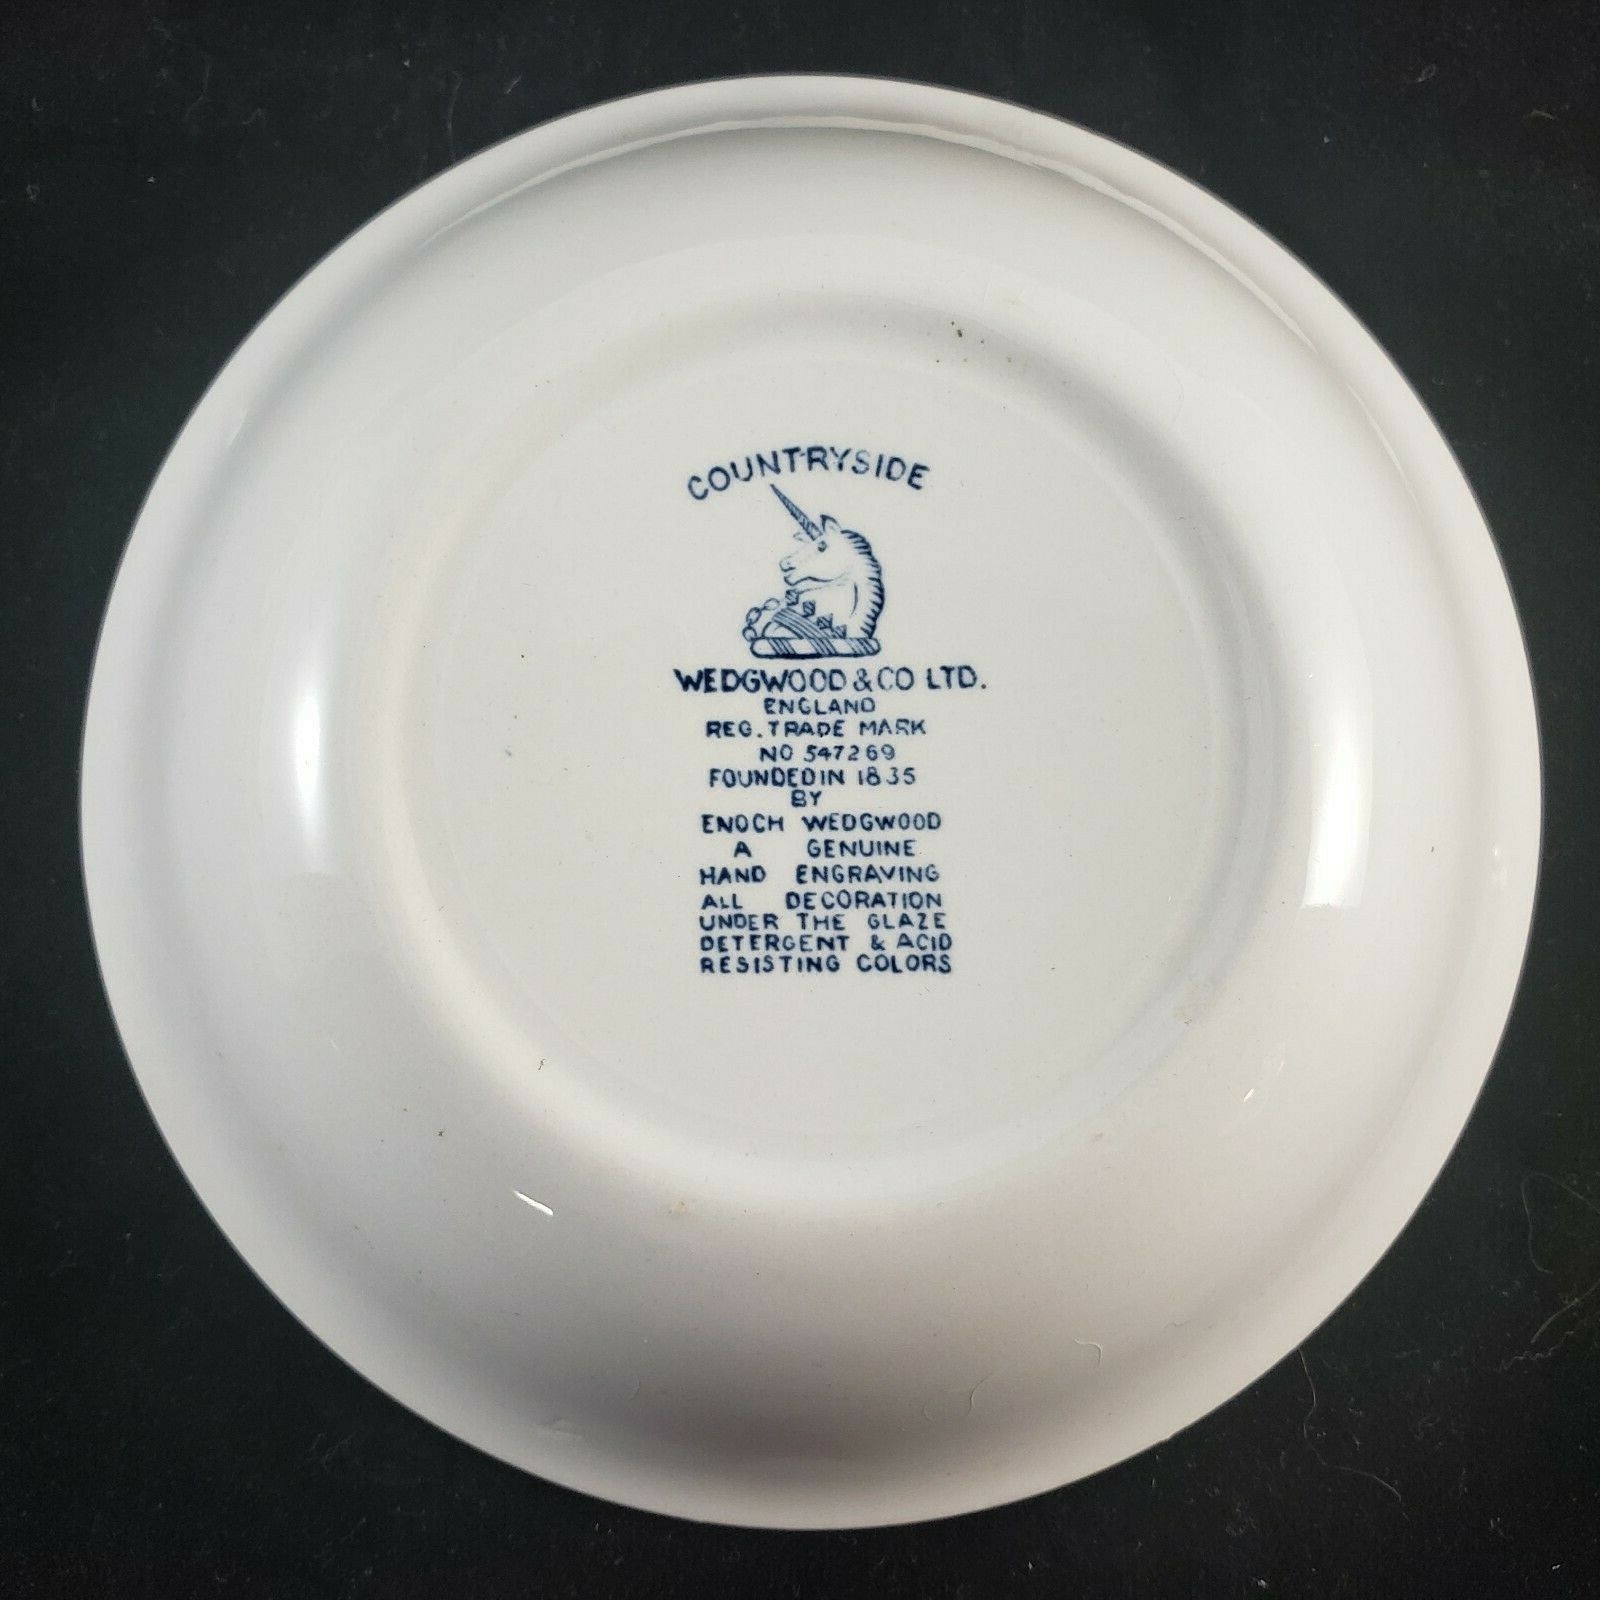 COUNTRYSIDE
WEDGWOOD & CO LTD.
ENGLAND
REG. TRADE MARK
NO 547269
FOUNDED IN 1835
BY
ENOCH WEDGWOOD
A GENUINE
HAND ENGRAVING
ALL DECORATION
UNDER THE GLAZE
DETERGENT & ACID
RESISTING COLORS